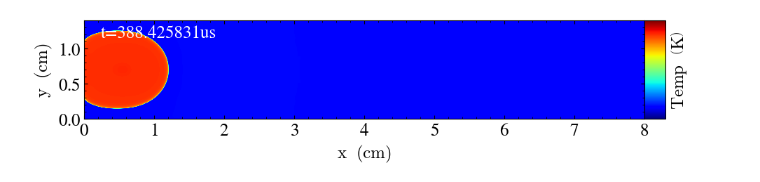 t=388.425831us
y (cm)
1.0
0.5
0.0
0 1 2 3 4 5 6 7 8
x (cm)
Temp (K)